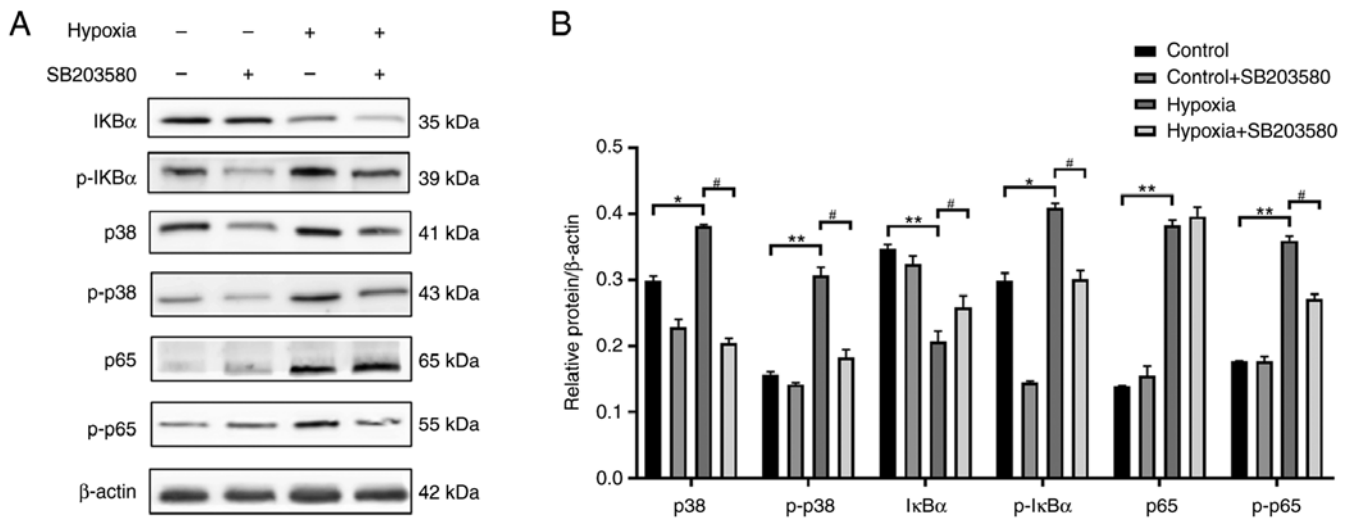 A
Hypoxia − − + +
SB203580 − + − +
IKBα 35 kDa
p-IKBα 39 kDa
p38 41 kDa
p-p38 43 kDa
p65 65 kDa
p-p65 55 kDa
β-actin 42 kDa
B
Control
Control+SB203580
Hypoxia
Hypoxia+SB203580
Relative protein/β-actin
0.5
0.4
0.3
0.2
0.1
0.0
* #
** #
** #
* #
**
** #
p38 p-p38 IκBα p-IκBα p65 p-p65